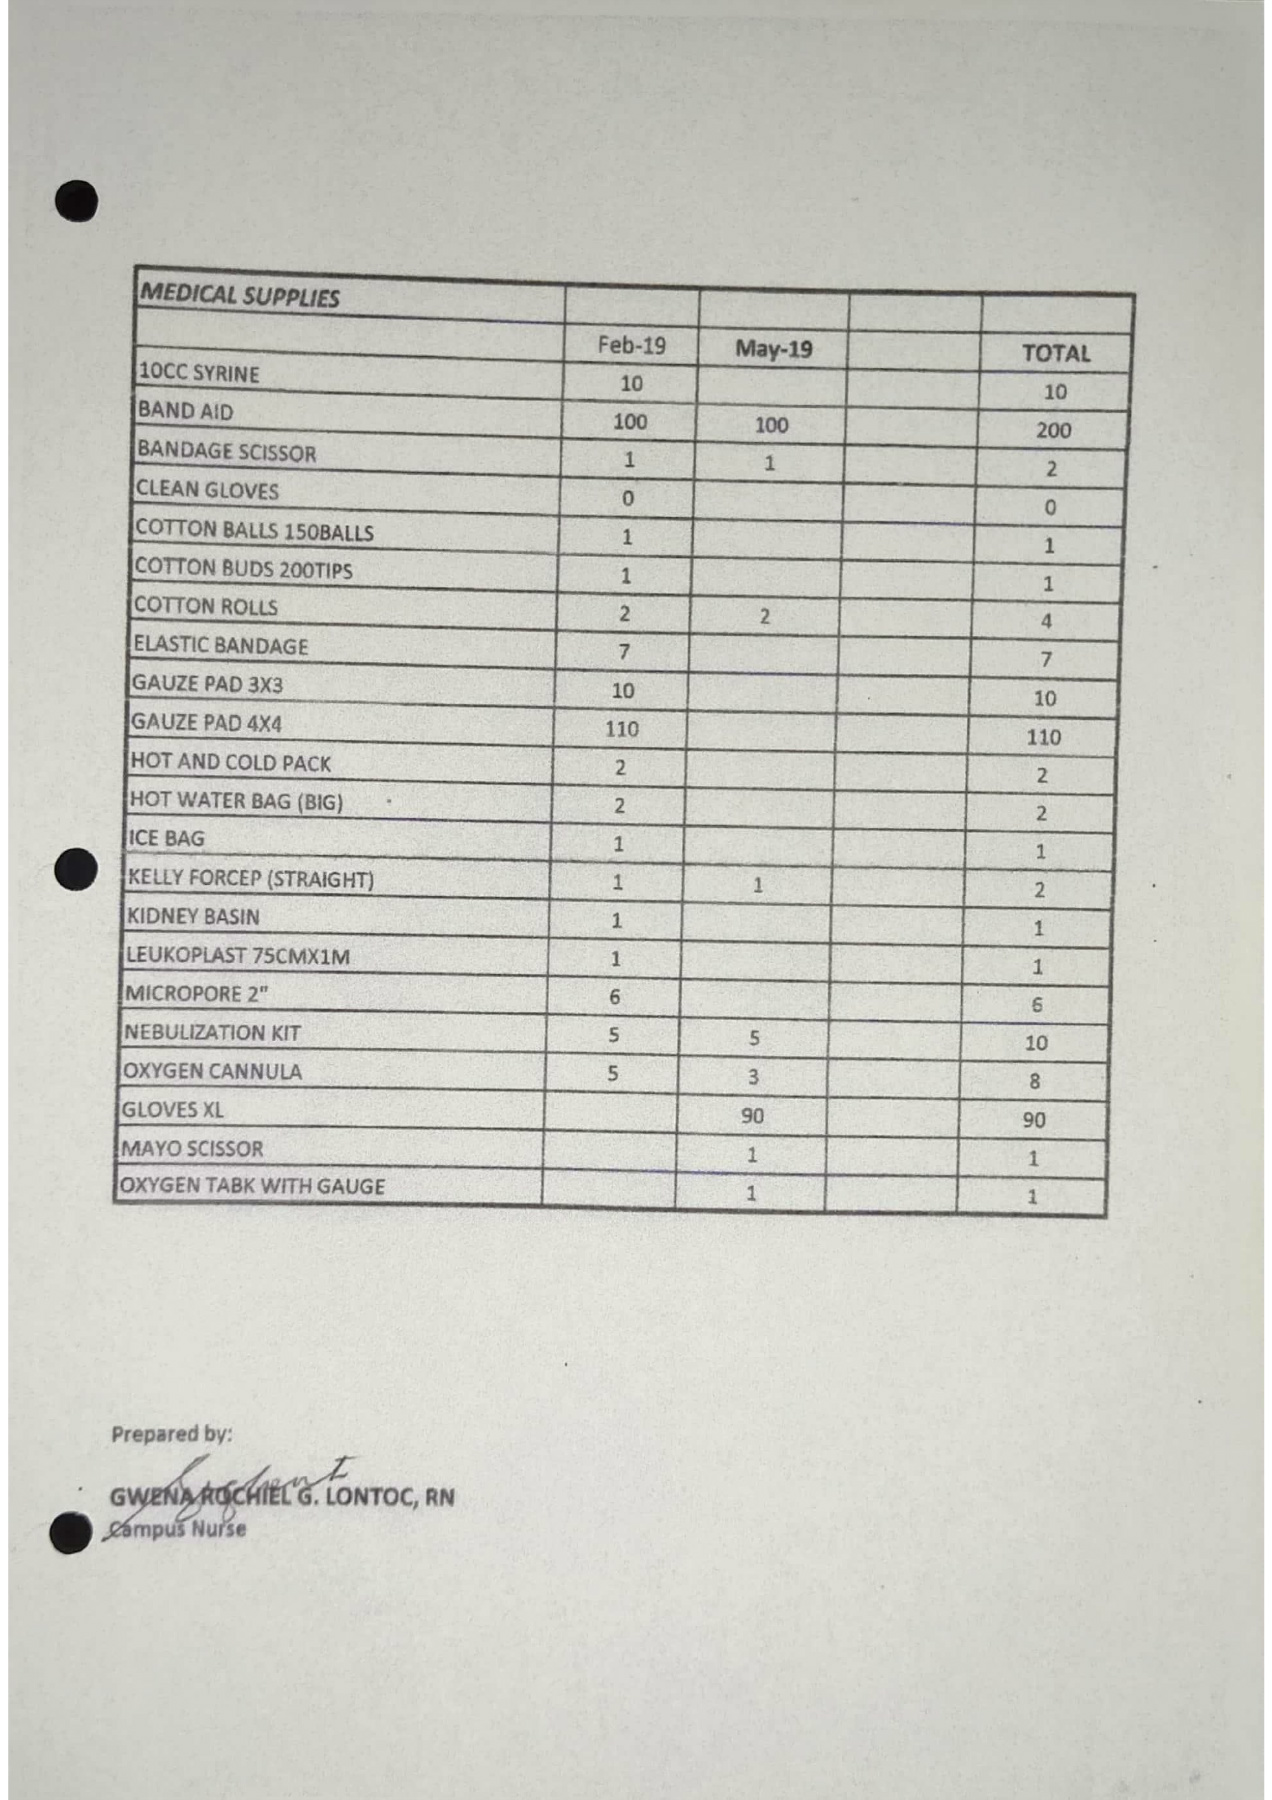 MEDICAL SUPPLIES
Feb-19 May-19 TOTAL
10CC SYRINE 10 10
BAND AID 100 100 200
BANDAGE SCISSOR 1 1 2
CLEAN GLOVES 0 0
COTTON BALLS 150BALLS 1 1
COTTON BUDS 200TIPS 1 1
COTTON ROLLS 2 2 4
ELASTIC BANDAGE 7 7
GAUZE PAD 3X3 10 10
GAUZE PAD 4X4 110 110
HOT AND COLD PACK 2 2
HOT WATER BAG (BIG) 2 2
ICE BAG 1 1
KELLY FORCEP (STRAIGHT) 1 1 2
KIDNEY BASIN 1 1
LEUKOPLAST 75CMX1M 1 1
MICROPORE 2" 6 6
NEBULIZATION KIT 5 5 10
OXYGEN CANNULA 5 3 8
GLOVES XL 90 90
MAYO SCISSOR 1 1
OXYGEN TABK WITH GAUGE 1 1
Prepared by:
GWENA ROCHIEL G. LONTOC, RN
Campus Nurse